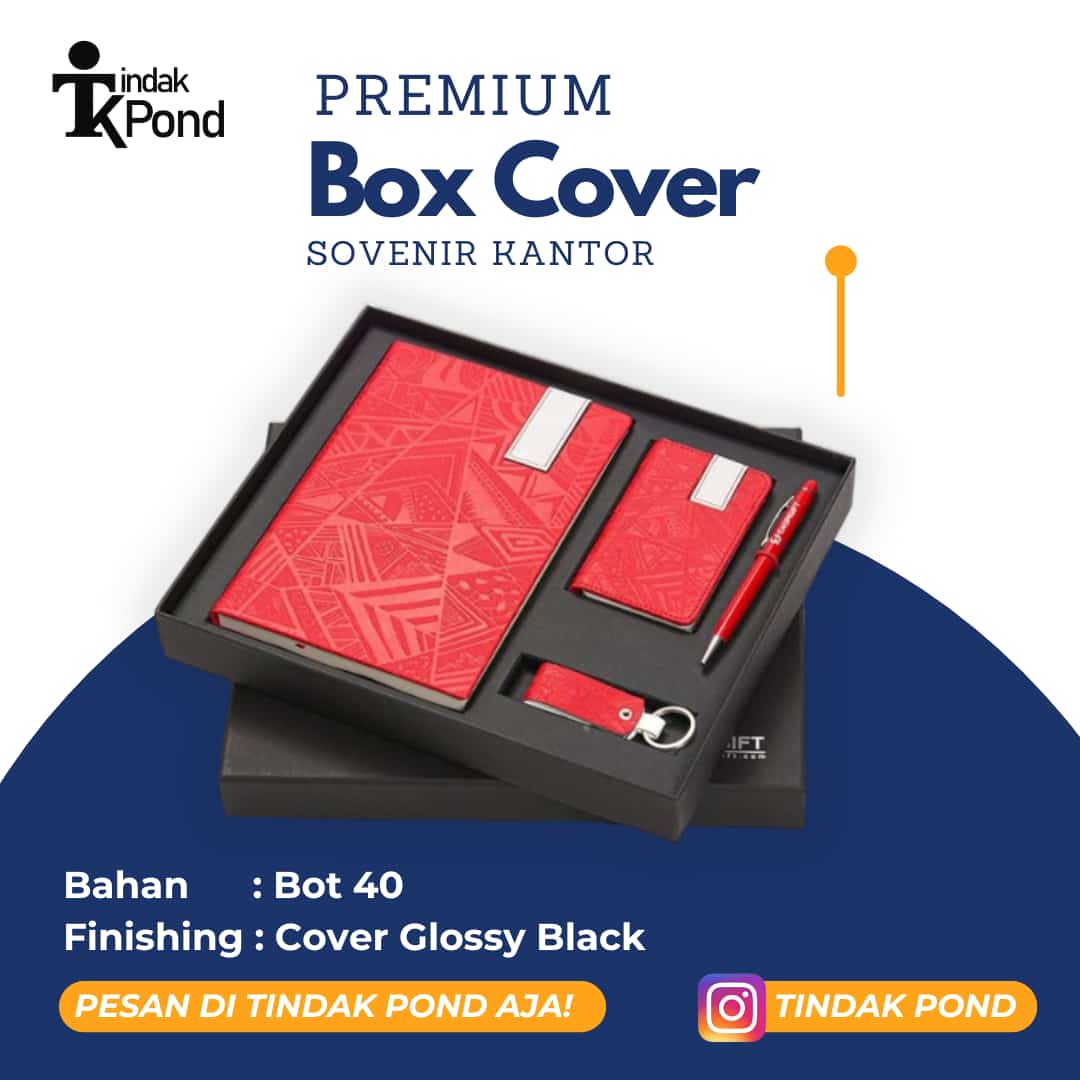 Tindak
Pond
PREMIUM
Box Cover
SOVENIR KANTOR
IFT
Bahan : Bot 40
Finishing : Cover Glossy Black
PESAN DI TINDAK POND AJA!
TINDAK POND